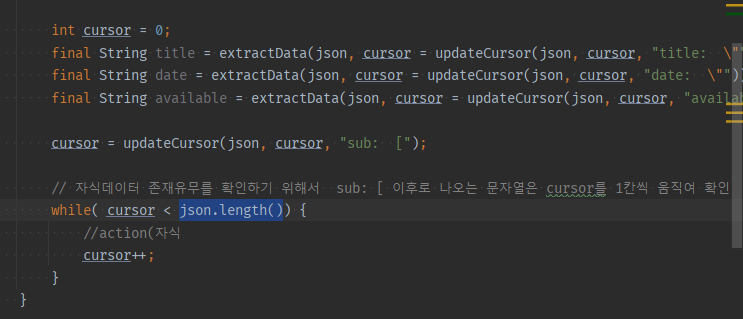 int cursor = 0;
final String title = extractData(json, cursor = updateCursor(json, cursor, "title: \""
final String date = extractData(json, cursor = updateCursor(json, cursor, "date: \""))
final String available = extractData(json, cursor = updateCursor(json, cursor, "availab
cursor = updateCursor(json, cursor, "sub: [");
// 자식데이터 존재유무를 확인하기 위해서 sub: [ 이후로 나오는 문자열은 cursor를 1칸씩 움직여 확인
while( cursor < json.length()) {
//action(자식
cursor++;
}
}